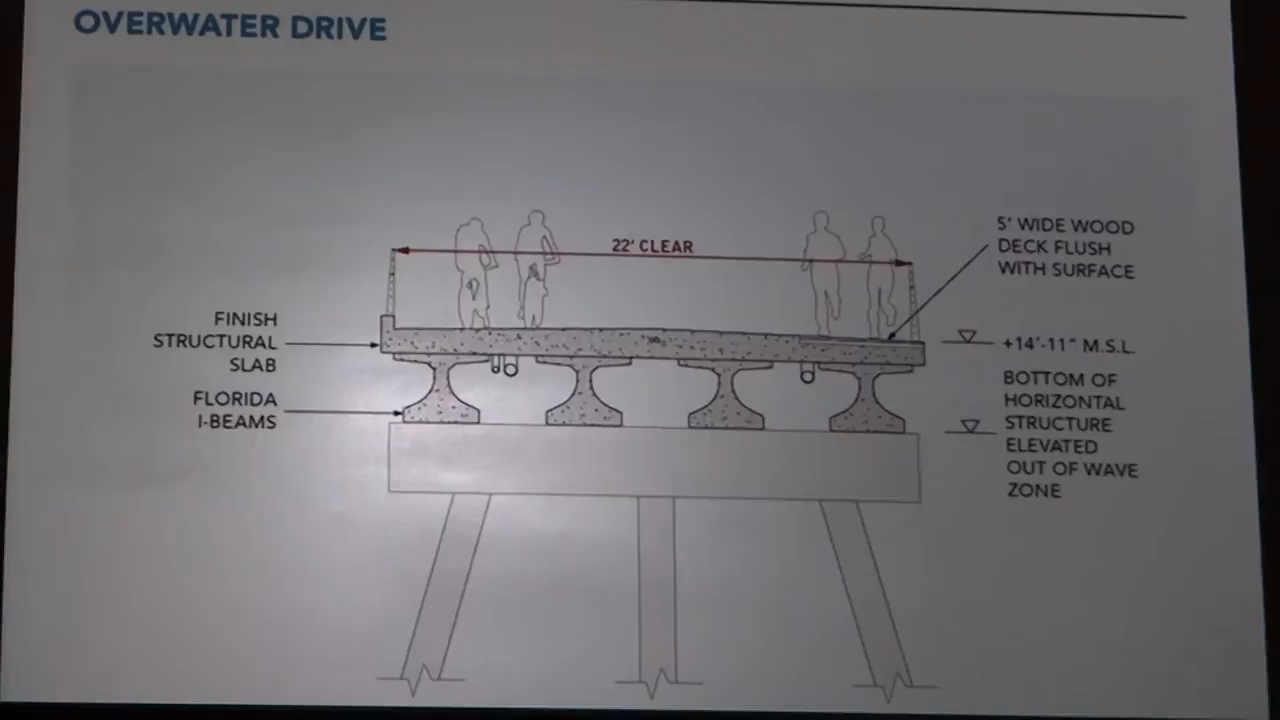 OVERWATER DRIVE
22' CLEAR
5' WIDE WOOD
DECK FLUSH
WITH SURFACE
FINISH
STRUCTURAL
SLAB
+14'-11" M.S.L.
FLORIDA
I-BEAMS
BOTTOM OF
HORIZONTAL
STRUCTURE
ELEVATED
OUT OF WAVE
ZONE